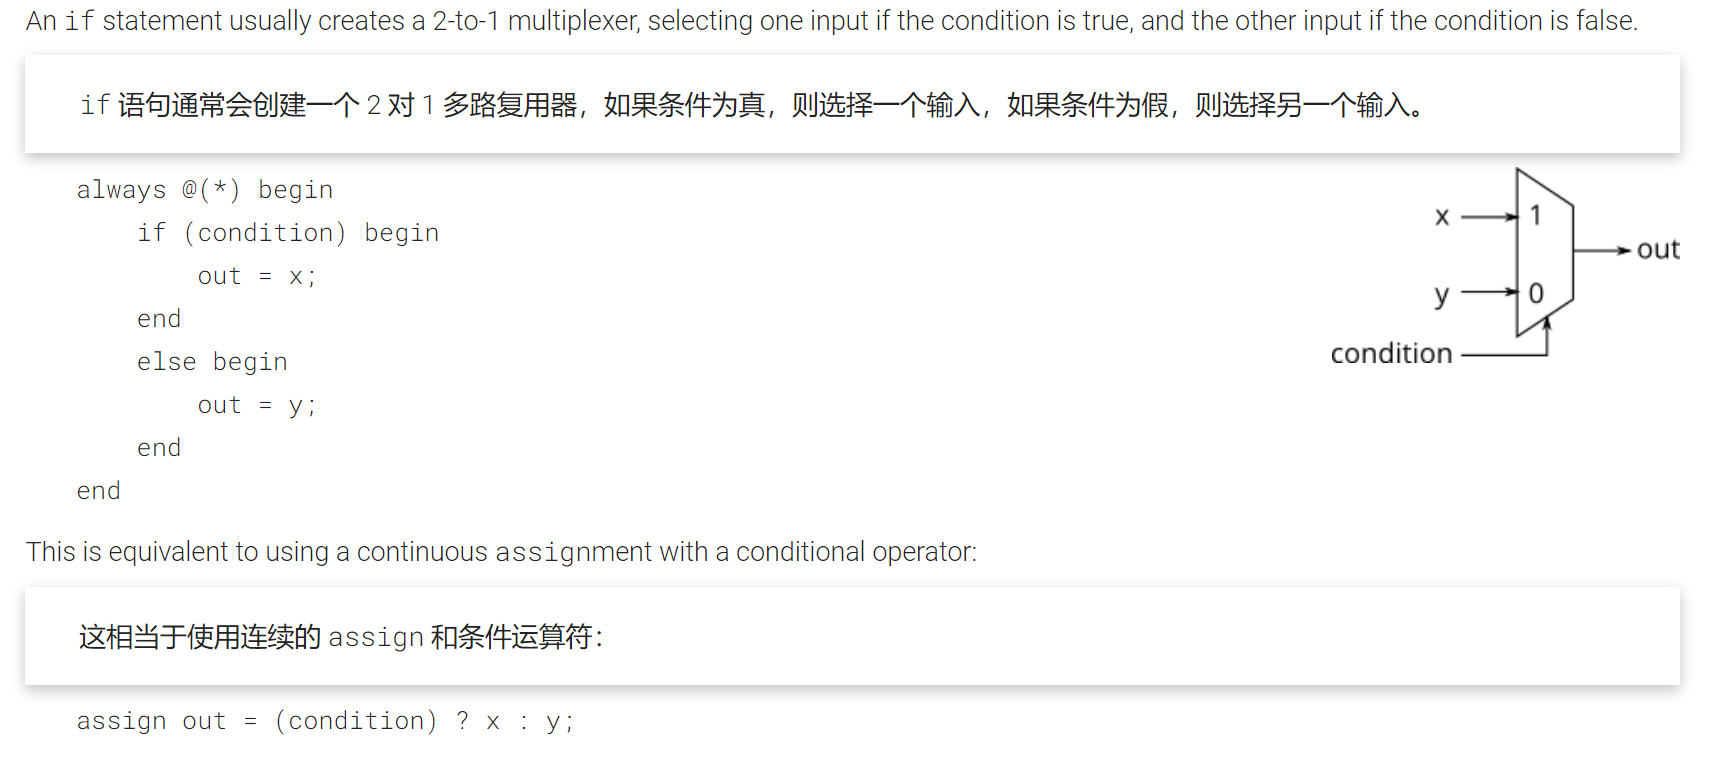 An if statement usually creates a 2-to-1 multiplexer, selecting one input if the condition is true, and the other input if the condition is false.
if 语句通常会创建一个 2 对 1 多路复用器，如果条件为真，则选择一个输入，如果条件为假，则选择另一个输入。
always @(*) begin
    if (condition) begin
        out = x;
    end
    else begin
        out = y;
    end
end
x
1
out
y
0
condition
This is equivalent to using a continuous assignment with a conditional operator:
这相当于使用连续的 assign 和条件运算符：
assign out = (condition) ? x : y;